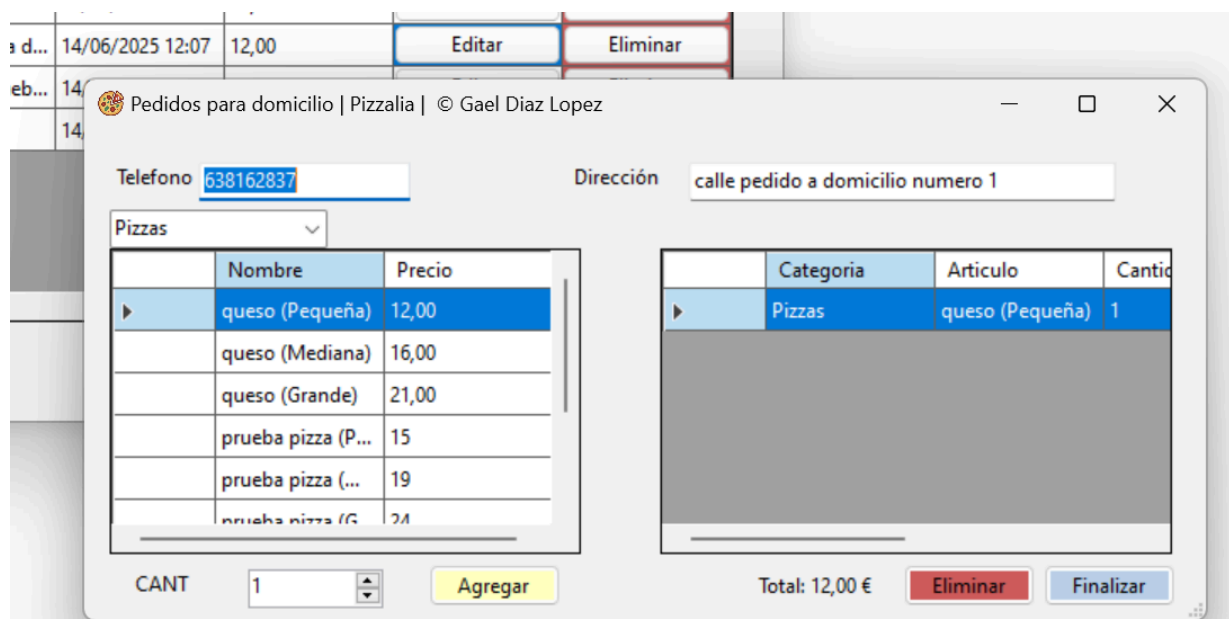 a d... 14/06/2025 12:07 12,00 Editar Eliminar
eb... 14/
14/
Pedidos para domicilio | Pizzalia | © Gael Diaz Lopez
Telefono 638162837 Dirección calle pedido a domicilio numero 1
Pizzas
Nombre Precio
queso (Pequeña) 12,00
queso (Mediana) 16,00
queso (Grande) 21,00
prueba pizza (P... 15
prueba pizza (... 19
prueba pizza (G 24
Categoria Articulo Cantid
Pizzas queso (Pequeña) 1
CANT 1 Agregar Total: 12,00 € Eliminar Finalizar